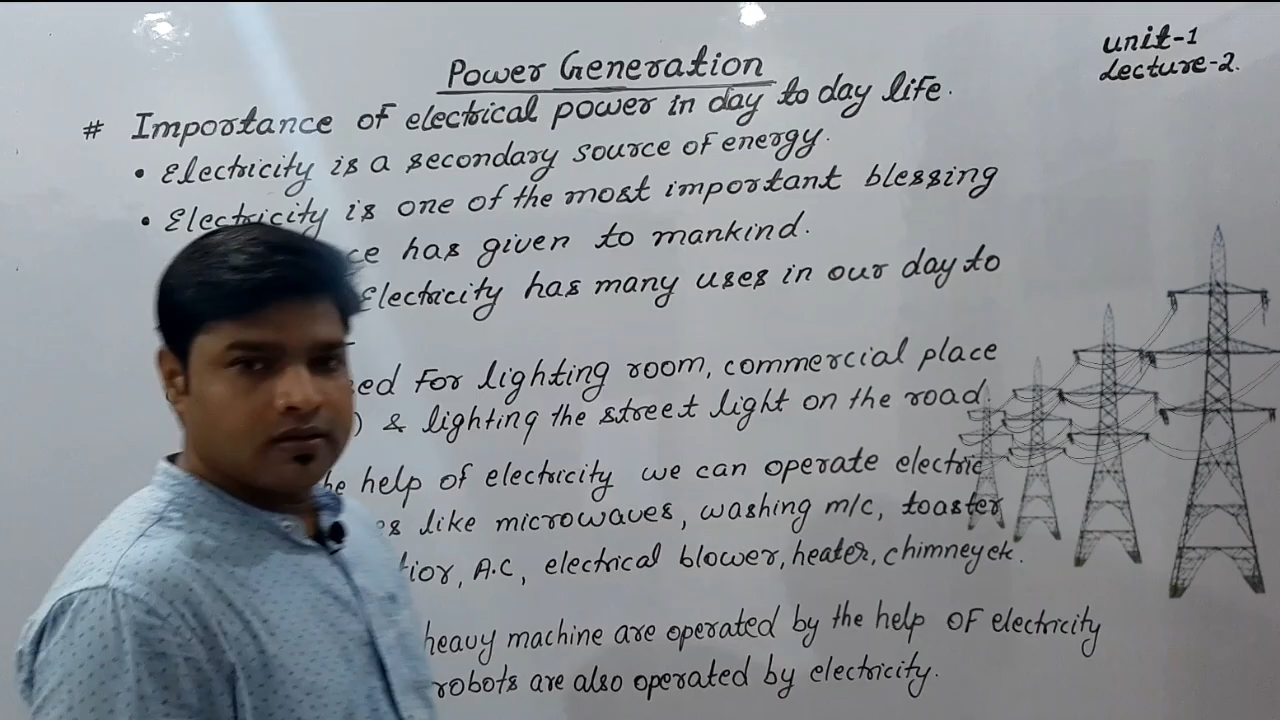 Power Generation
unit-1
Lecture-2.
# Importance of electrical power in day to day life.
• Electricity is a secondary source of energy.
• Electricity is one of the most important blessing
ce has given to mankind.
Electricity has many uses in our day to
ed For lighting room, commercial place
) & lighting the street light on the road.
he help of electricity we can operate electric
es like microwaves, washing m/c, toaster
tior, A.C, electrical blower, heater, chimney etc.
heavy machine are operated by the help OF electricity
robots are also operated by electricity.